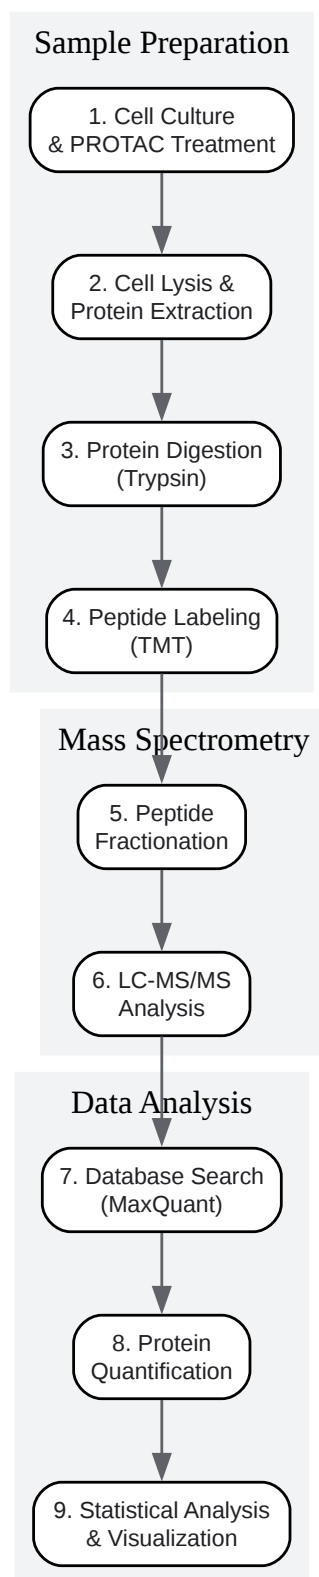 Sample Preparation
1. Cell Culture
& PROTAC Treatment
2. Cell Lysis &
Protein Extraction
3. Protein Digestion
(Trypsin)
4. Peptide Labeling
(TMT)
Mass Spectrometry
5. Peptide
Fractionation
6. LC-MS/MS
Analysis
Data Analysis
7. Database Search
(MaxQuant)
8. Protein
Quantification
9. Statistical Analysis
& Visualization